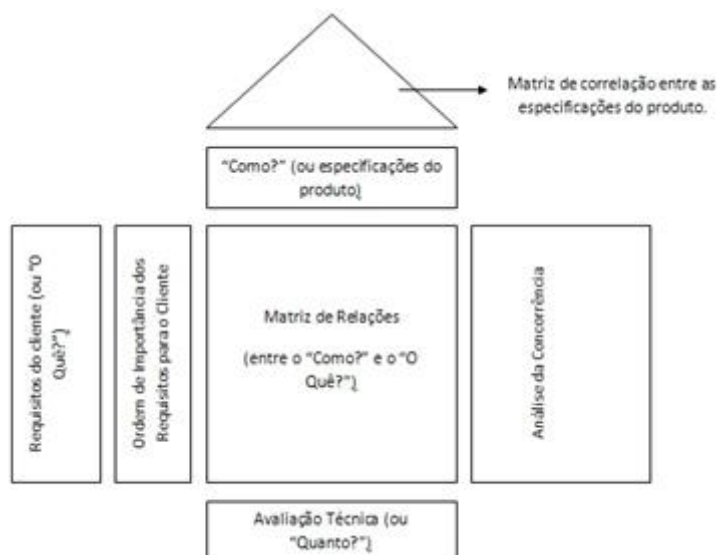 Matriz de correlação entre as
especificações do produto.
"Como?" (ou especificações do
produto)
Requisitos do cliente (ou "O
Quê?")
Ordem de Importância dos
Requisitos para o Cliente
Matriz de Relações
(entre o "Como?" e o "O
Quê?")
Análise da Concorrência
Avaliação Técnica (ou
"Quanto?")